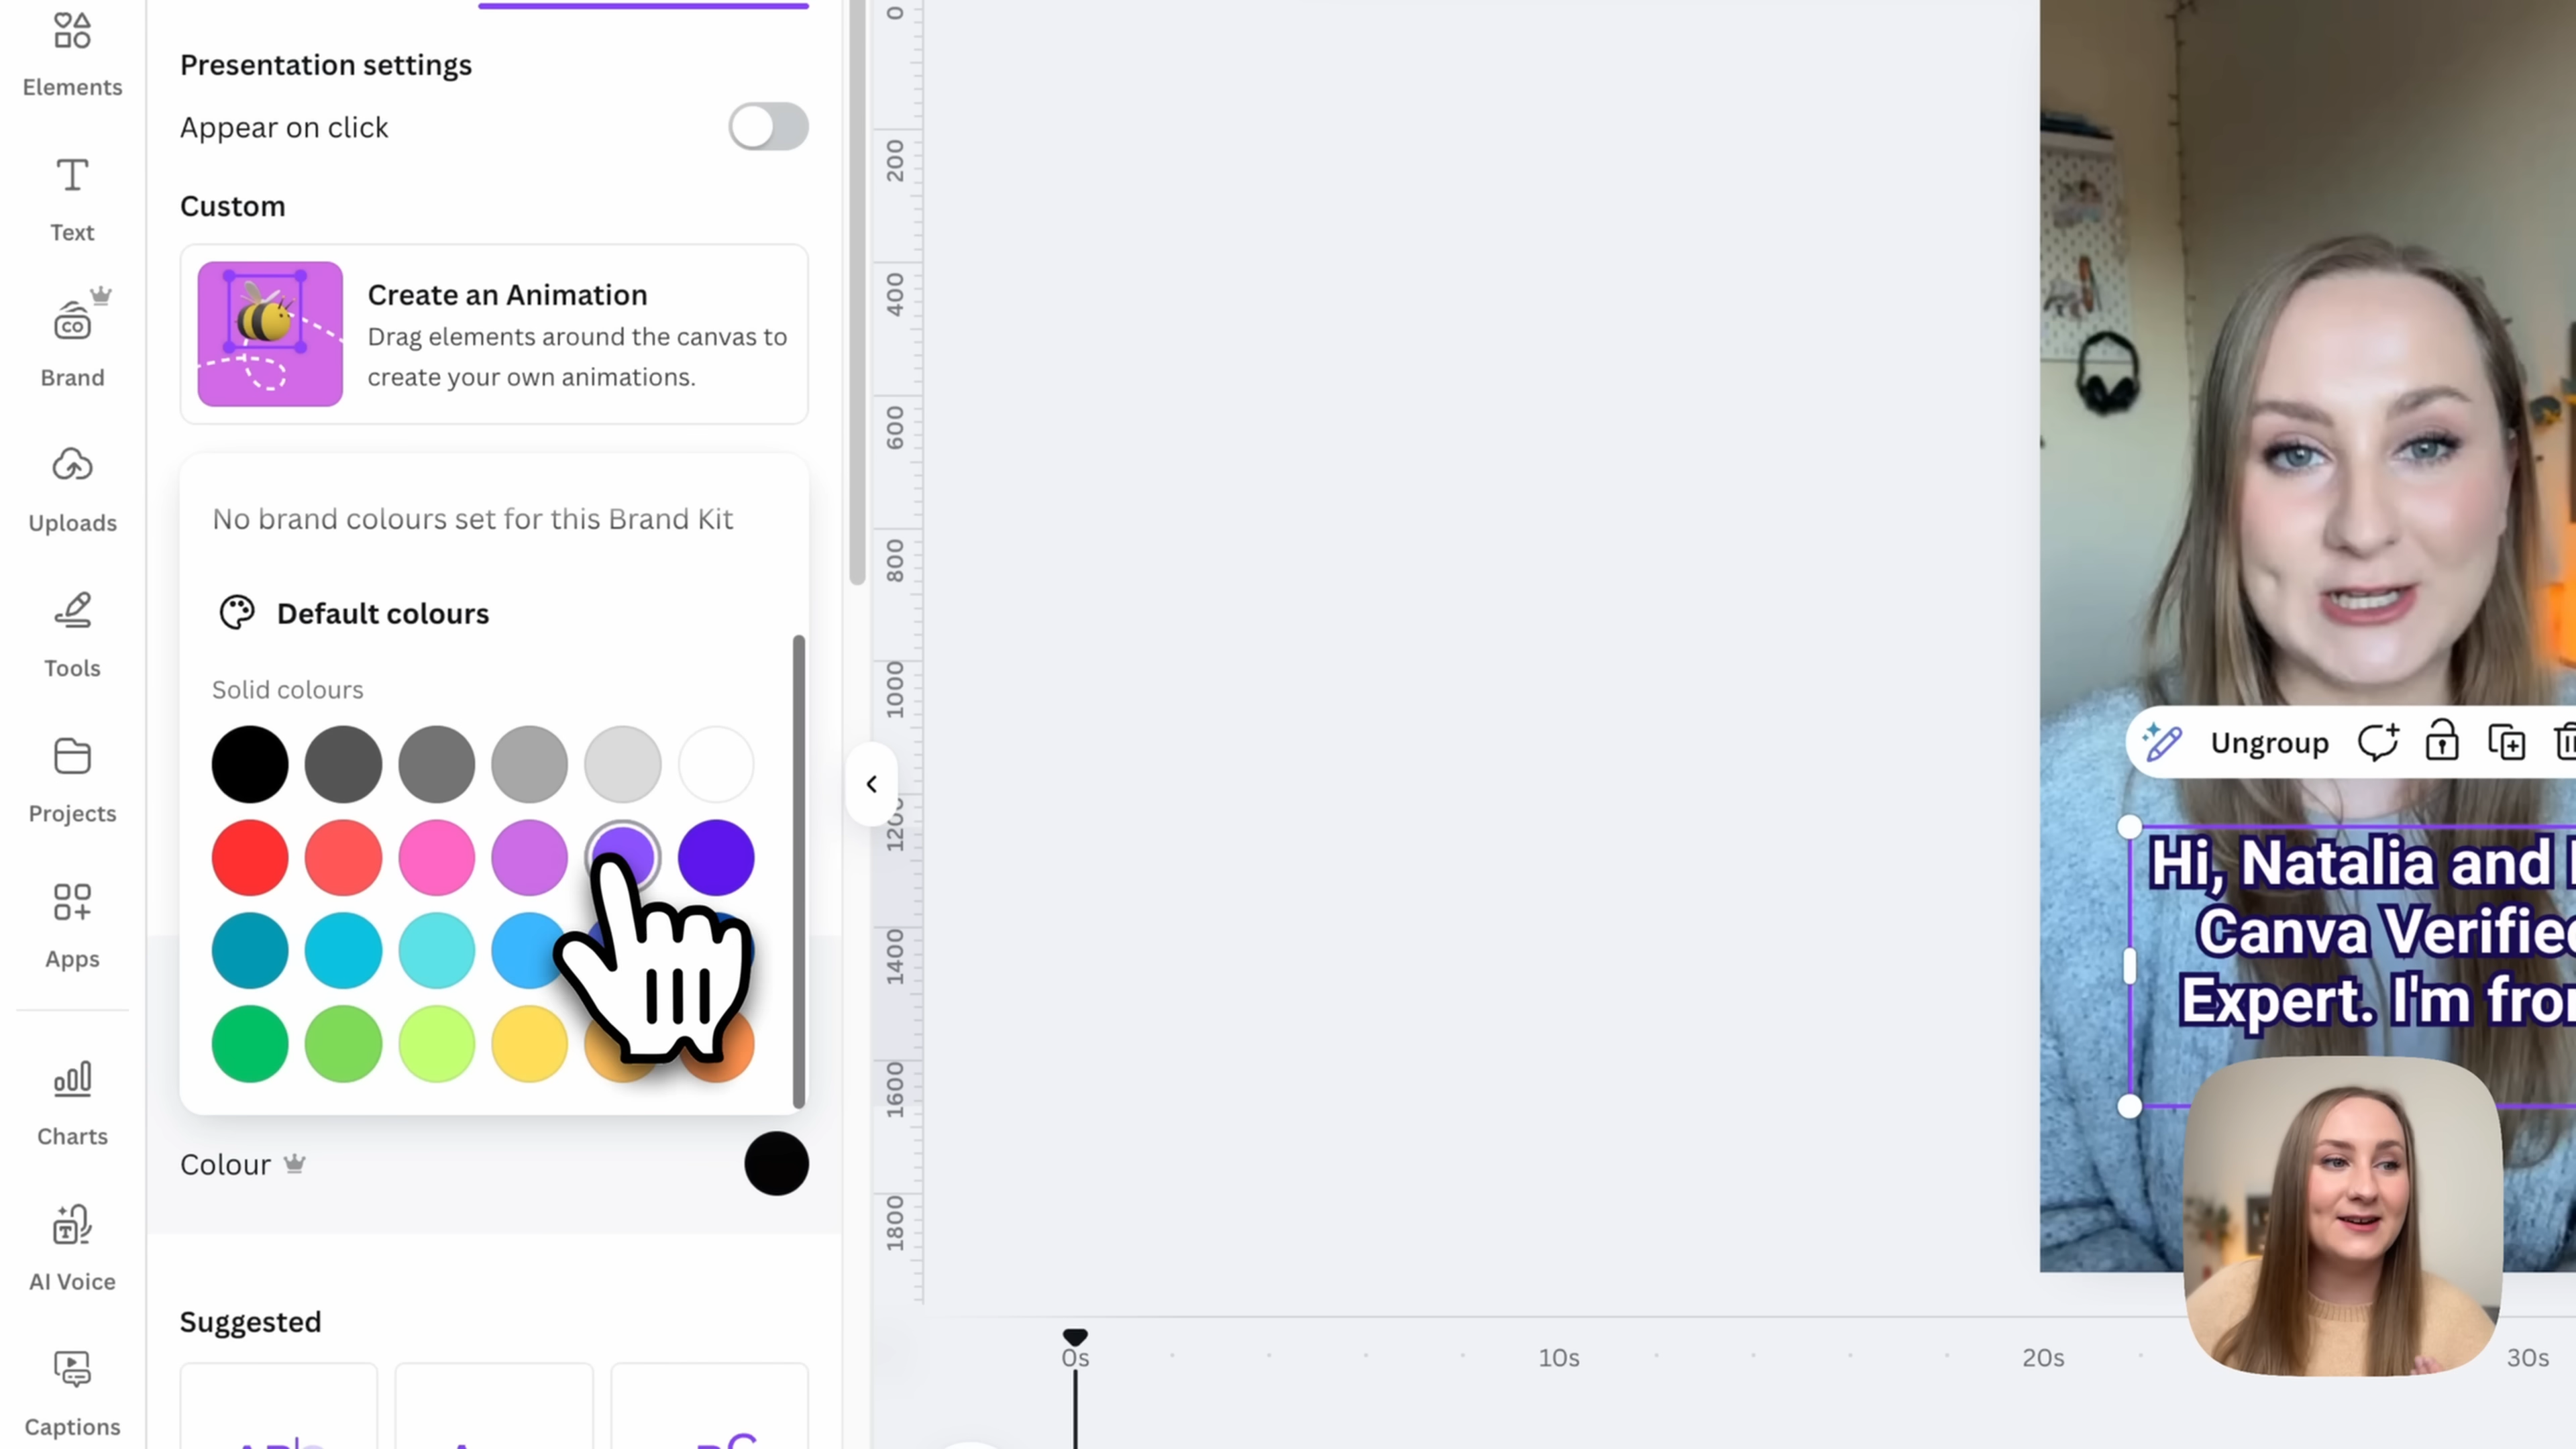 Elements
Text
Brand
Uploads
Tools
Projects
Apps
Charts
AI Voice
Captions
Presentation settings
Appear on click
Custom
Create an Animation
Drag elements around the canvas to
create your own animations.
No brand colours set for this Brand Kit
Default colours
Solid colours
Colour
Suggested
0
200
400
600
800
1000
1200
1400
1600
1800
Ungroup
Hi, Natalia and
Canva Verified
Expert. I'm from
0s
10s
20s
30s